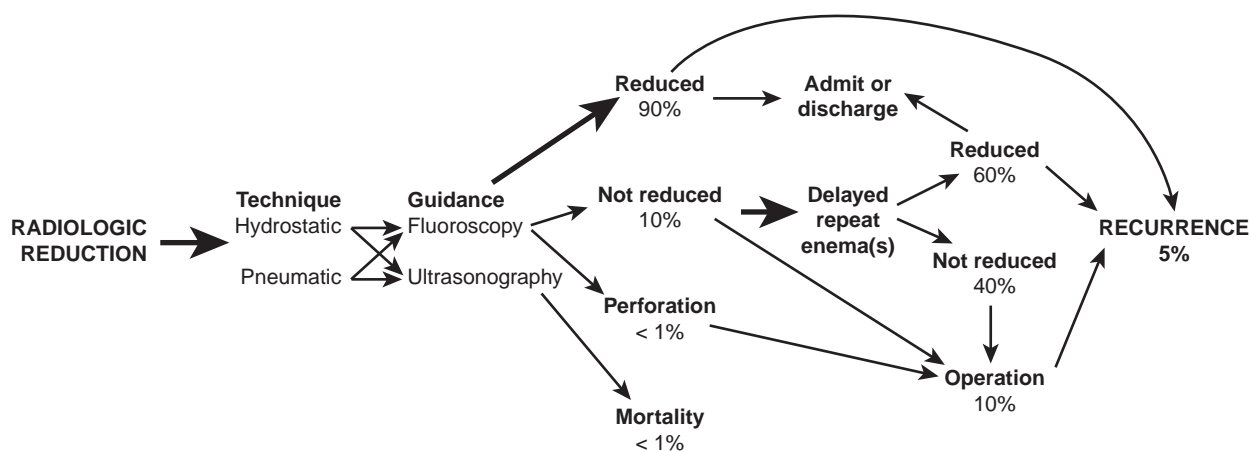 RADIOLOGIC
REDUCTION
Technique
Hydrostatic
Pneumatic
Guidance
Fluoroscopy
Ultrasonography
Reduced
90%
Not reduced
10%
Perforation
< 1%
Mortality
< 1%
Admit or
discharge
Delayed
repeat
enema(s)
Reduced
60%
Not reduced
40%
Operation
10%
RECURRENCE
5%